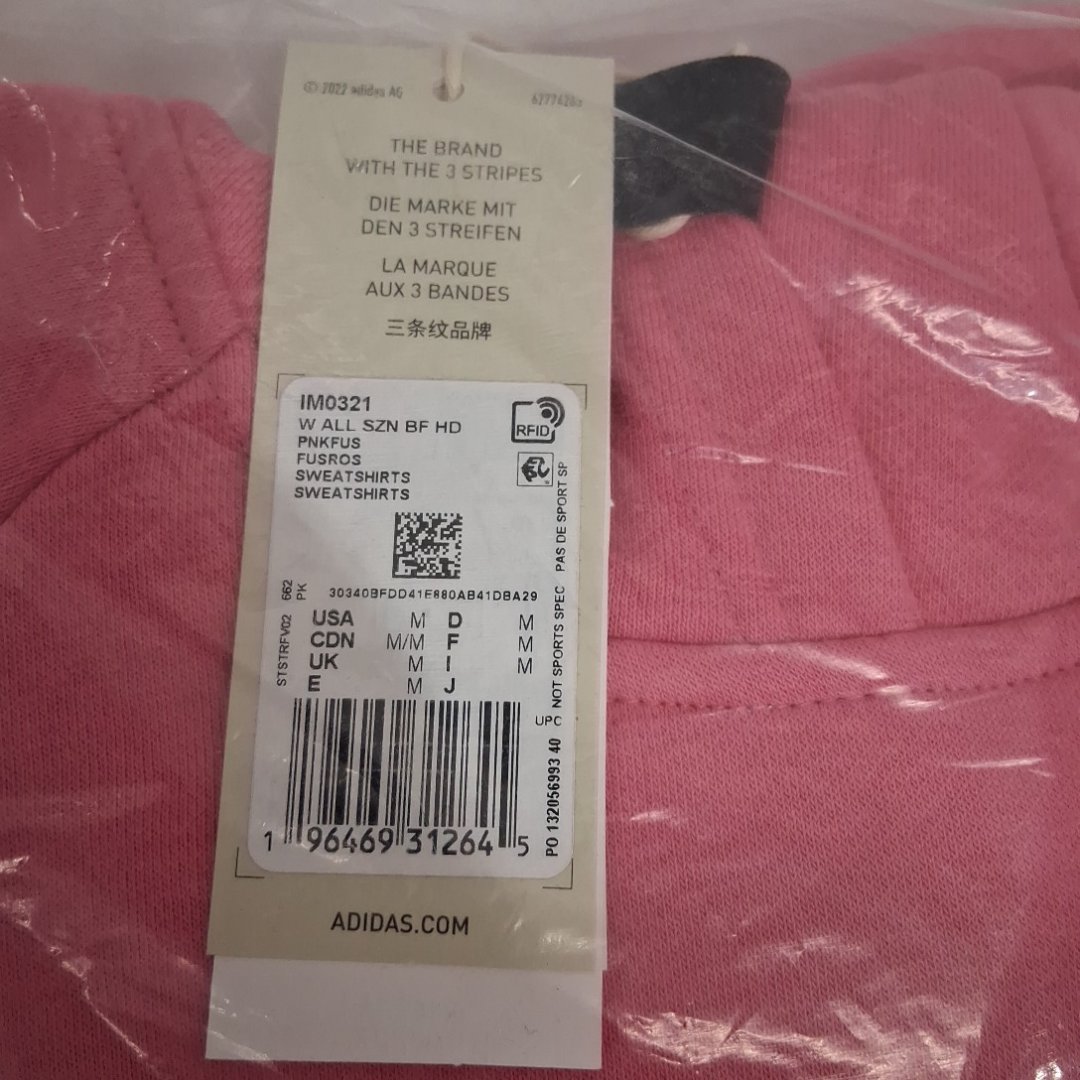 © 2022 adidas AG
THE BRAND
WITH THE 3 STRIPES
DIE MARKE MIT
DEN 3 STREIFEN
LA MARQUE
AUX 3 BANDES
三条纹品牌
IM0321
W ALL SZN BF HD
PNKFUS
FUSROS
SWEATSHIRTS
SWEATSHIRTS
RFID
EPC
30340BFDD41E880AB41DBA29
662
PK
STSTRFV02
USA M D M
CDN M/M F M
UK M I M
E M J
UPC
NOT SPORTS SPEC PAS DE SPORT SP
PO 132056993 40
1 96469 31264 5
ADIDAS.COM